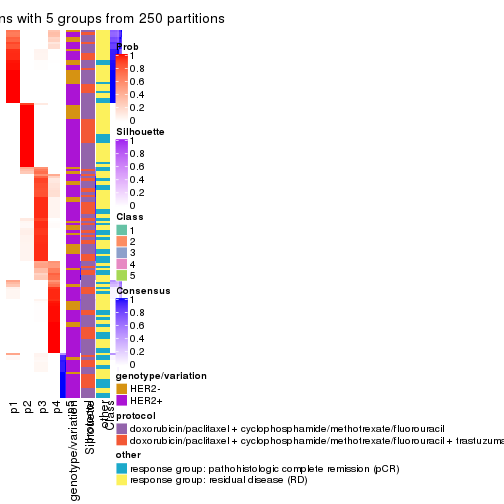 ns with 5 groups from 250 partitions
Prob
1
0.8
0.6
0.4
0.2
0
Silhouette
1
0.8
0.6
0.4
0.2
0
Class
1
2
3
4
5
Consensus
1
0.8
0.6
0.4
0.2
0
genotype/variation
HER2-
HER2+
protocol
doxorubicin/paclitaxel + cyclophosphamide/methotrexate/fluorouracil
doxorubicin/paclitaxel + cyclophosphamide/methotrexate/fluorouracil + trastuzuma
other
response group: pathohistologic complete remission (pCR)
response group: residual disease (RD)
p1
p2
p3
p4
p5
genotype/variation
Silhouette
other
Class